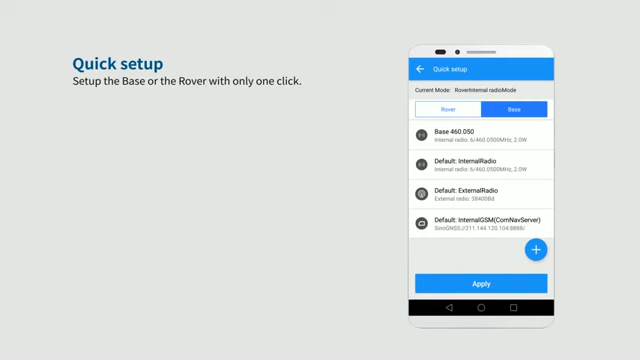 Quick setup
Setup the Base or the Rover with only one click.
Quick setup
Current Mode: RoverInternal radioMode
Rover Base
Base 460.050
Internal radio: 6/460.0500MHz, 2.0W
Default: InternalRadio
Internal radio: 6/460.0500MHz, 2.0W
Default: ExternalRadio
External radio: 38400Bd
Default: InternalGSM(ComNavServer)
SinoGNSS://211.144.120.104:8888/
Apply